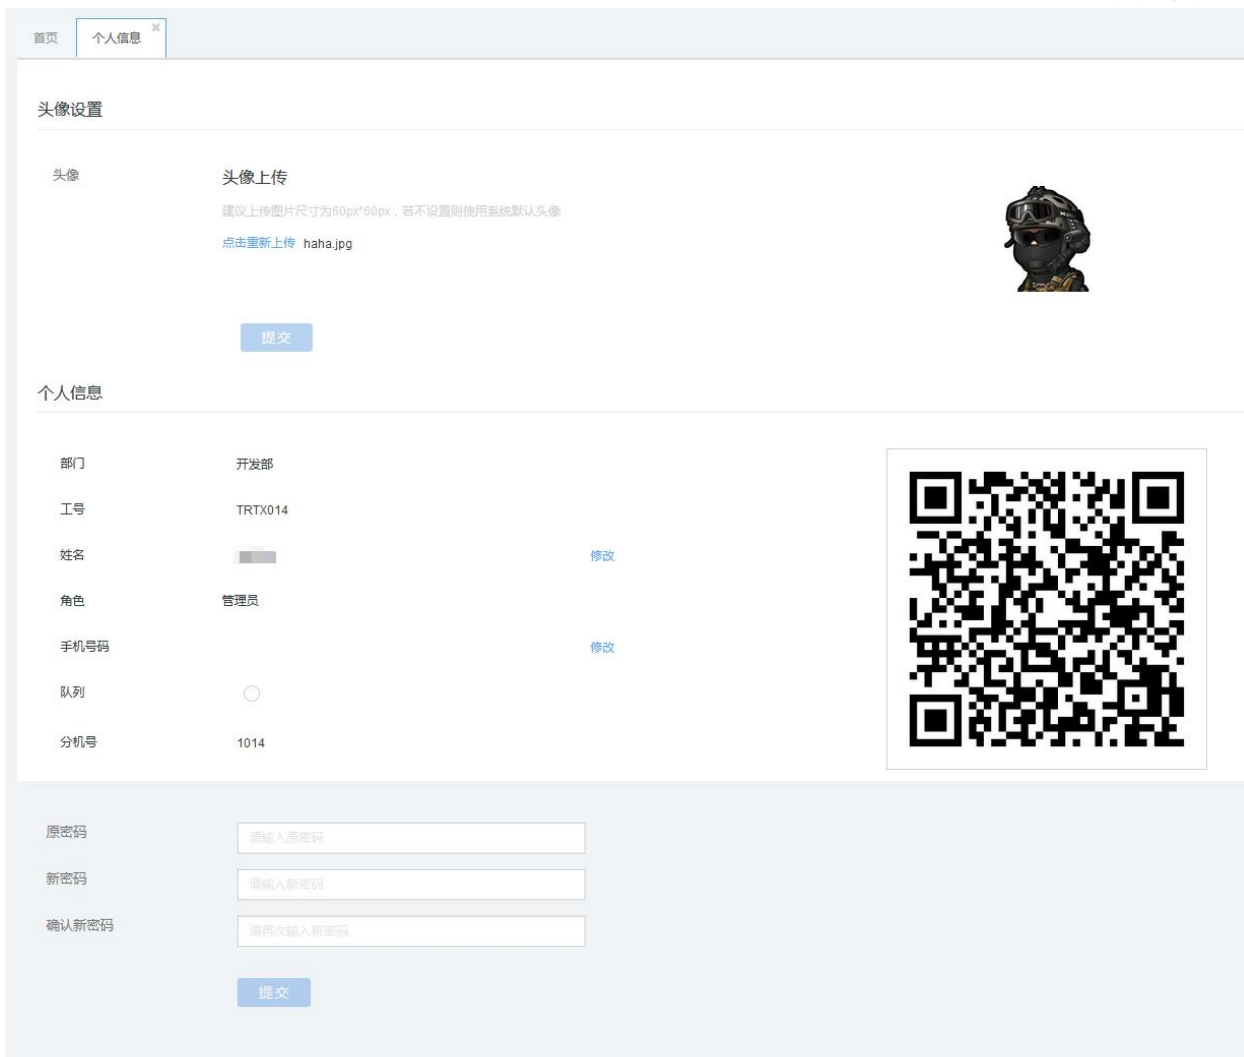 首页 个人信息
头像设置
头像 头像上传
建议上传图片尺寸为60px*60px，若不设置则使用系统默认头像
点击重新上传 haha.jpg
提交
个人信息
部门 开发部
工号 TRTX014
姓名 修改
角色 管理员
手机号码 修改
队列
分机号 1014
原密码 请输入原密码
新密码 请输入新密码
确认新密码 请再次输入新密码
提交